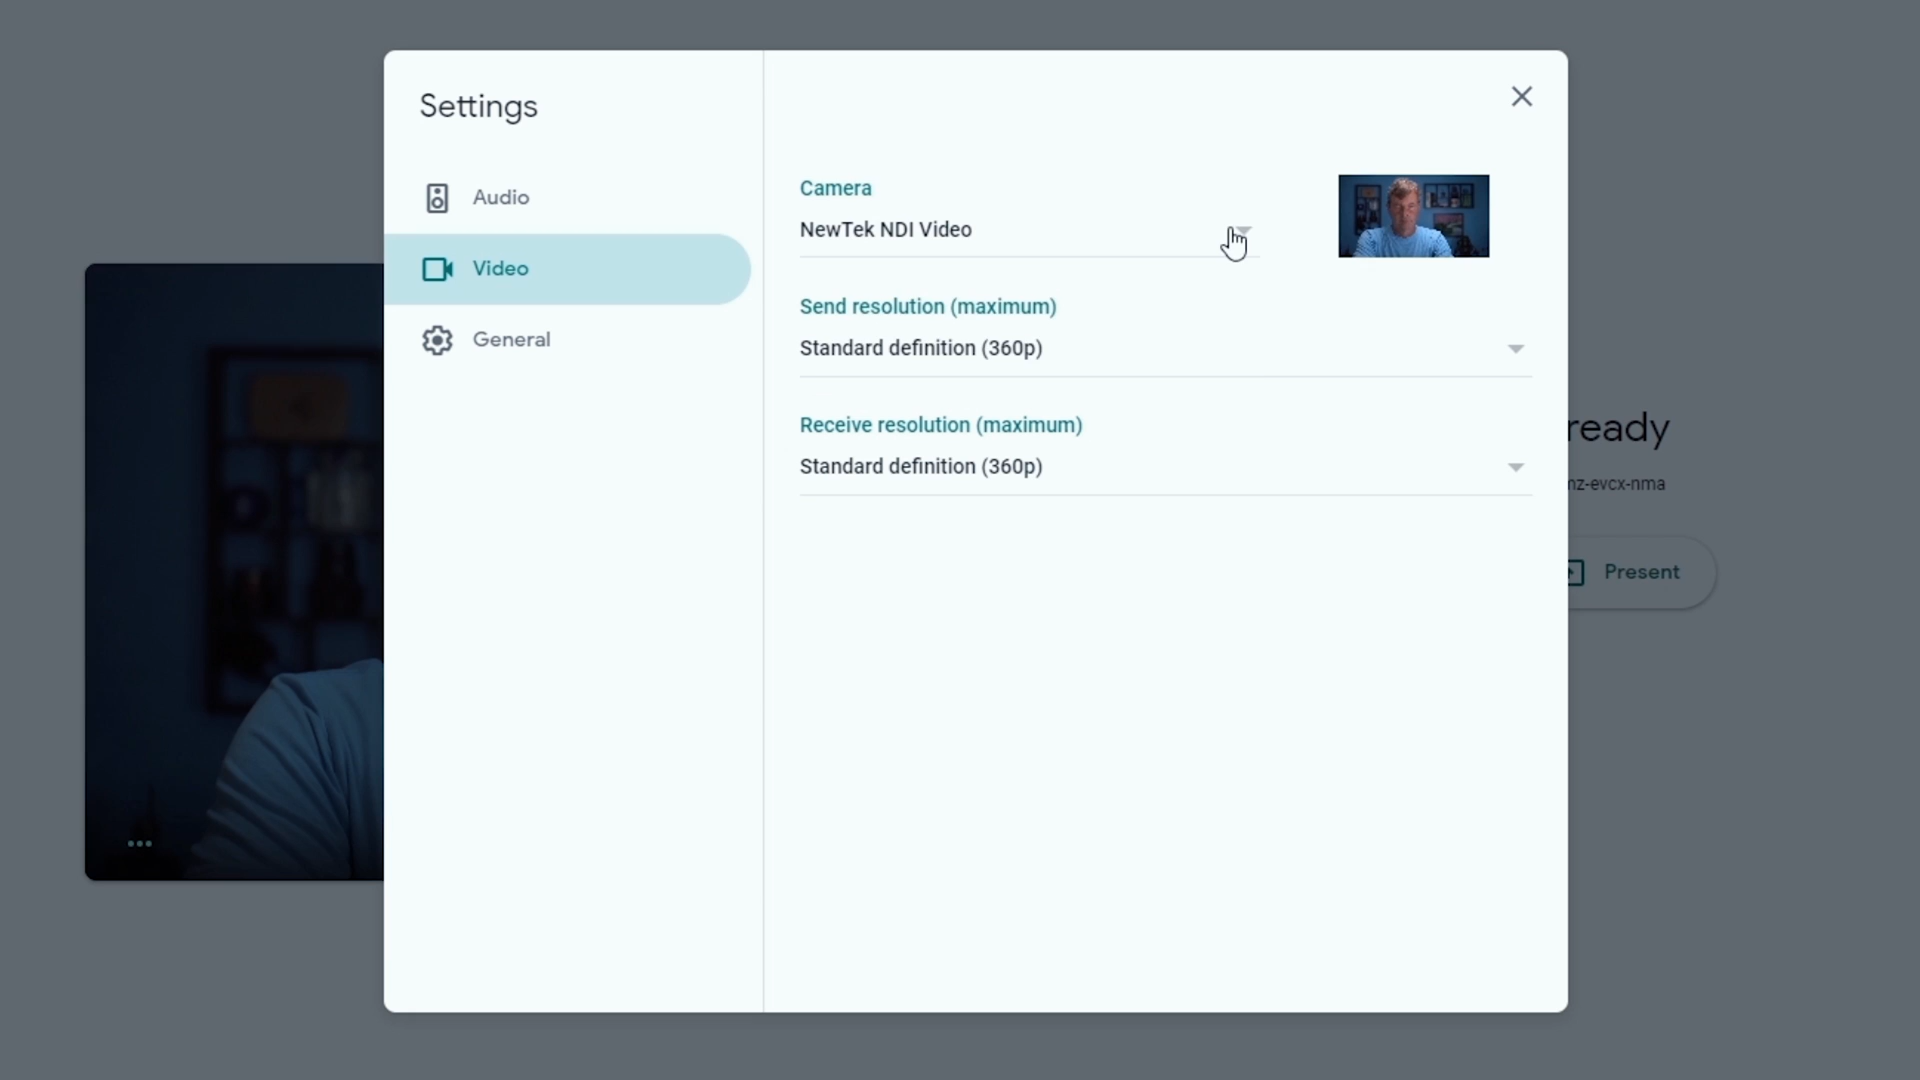 Settings
Audio
Video
General
Camera
NewTek NDI Video
Send resolution (maximum)
Standard definition (360p)
Receive resolution (maximum)
Standard definition (360p)
ready
nz-evcx-nma
Present